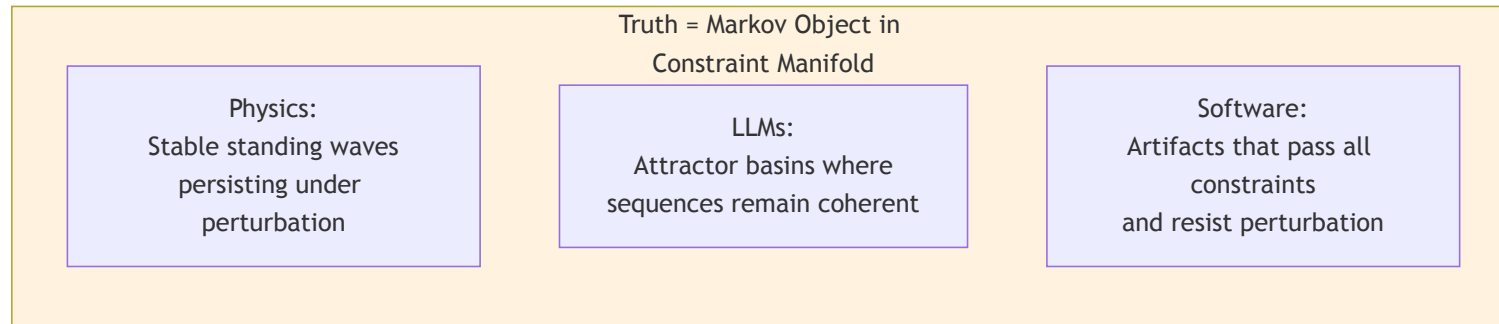 Truth = Markov Object in
Constraint Manifold
Physics:
Stable standing waves
persisting under
perturbation
LLMs:
Attractor basins where
sequences remain coherent
Software:
Artifacts that pass all
constraints
and resist perturbation